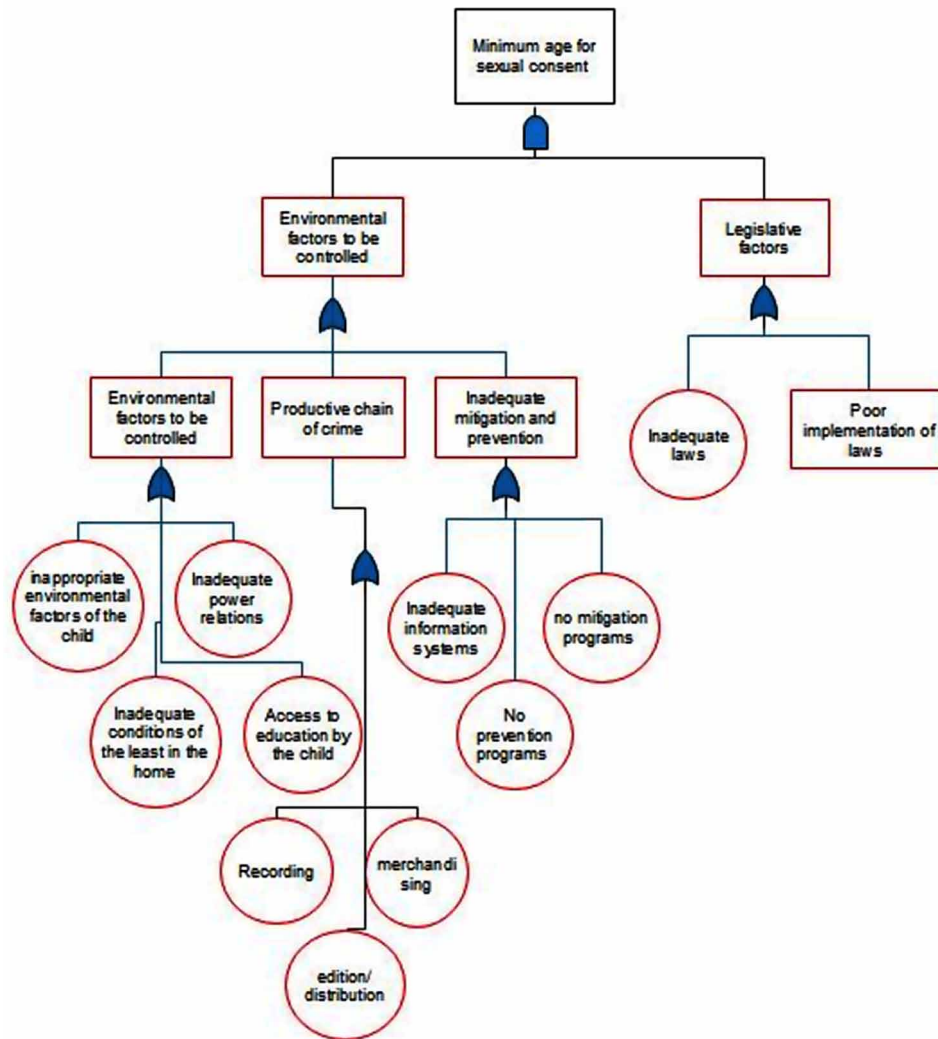 Minimum age for
sexual consent
Environmental
factors to be
controlled
Legislative
factors
Environmental
factors to be
controlled
Productive chain
of crime
Inadequate
mitigation and
prevention
Inadequate
laws
Poor
implementation of
laws
inappropriate
environmental
factors of the
child
Inadequate
power
relations
Inadequate
information
systems
no mitigation
programs
Inadequate
conditions of
the least in the
home
Access to
education by
the child
No
prevention
programs
Recording
merchandi
sing
edition/
distribution